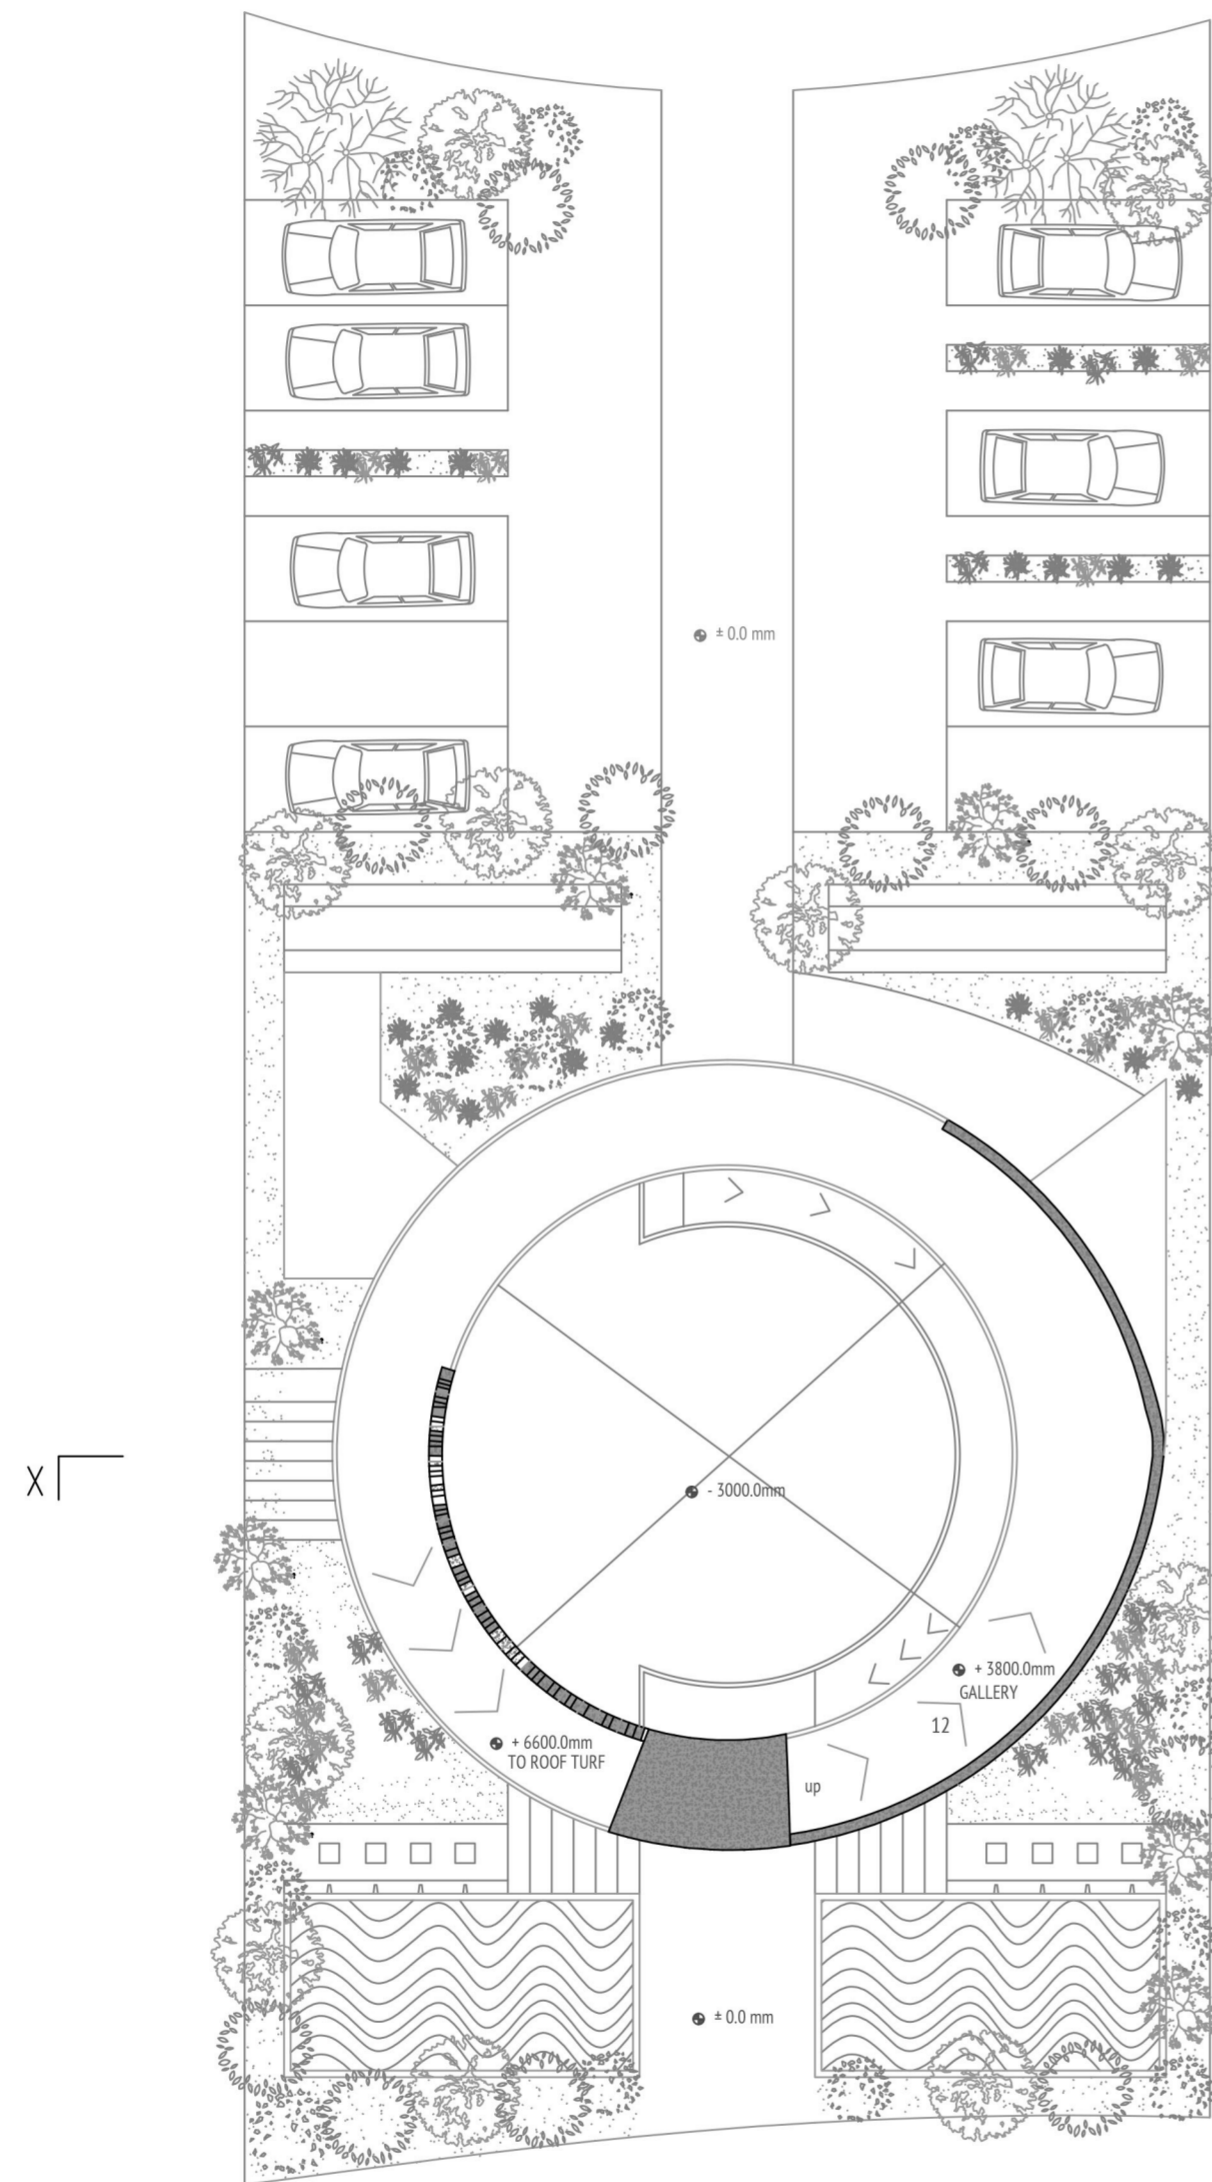 ± 0.0 mm
X
- 3000.0mm
+ 3800.0mm
GALLERY
12
+ 6600.0mm
TO ROOF TURF
up
± 0.0 mm